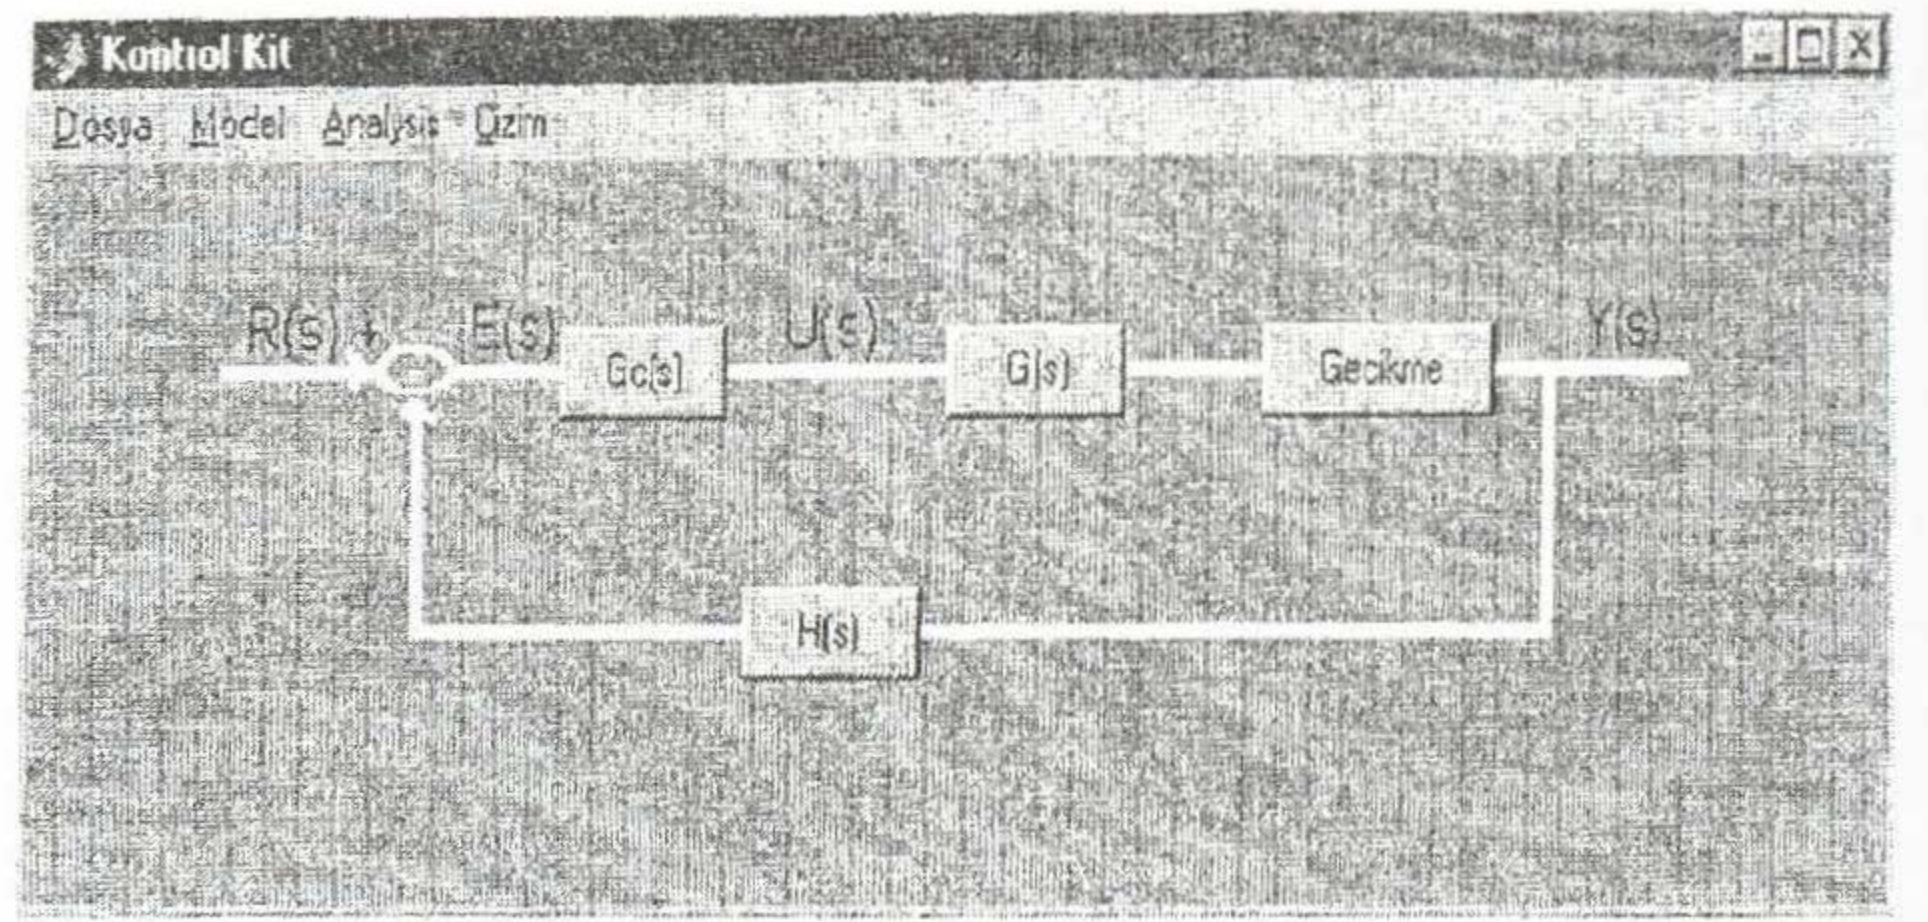 Kontrol Kit
Dosya Model Analysis Çizim
R(s) + E(s) Gc(s) U(s) G(s) Gecikme Y(s)
H(s)